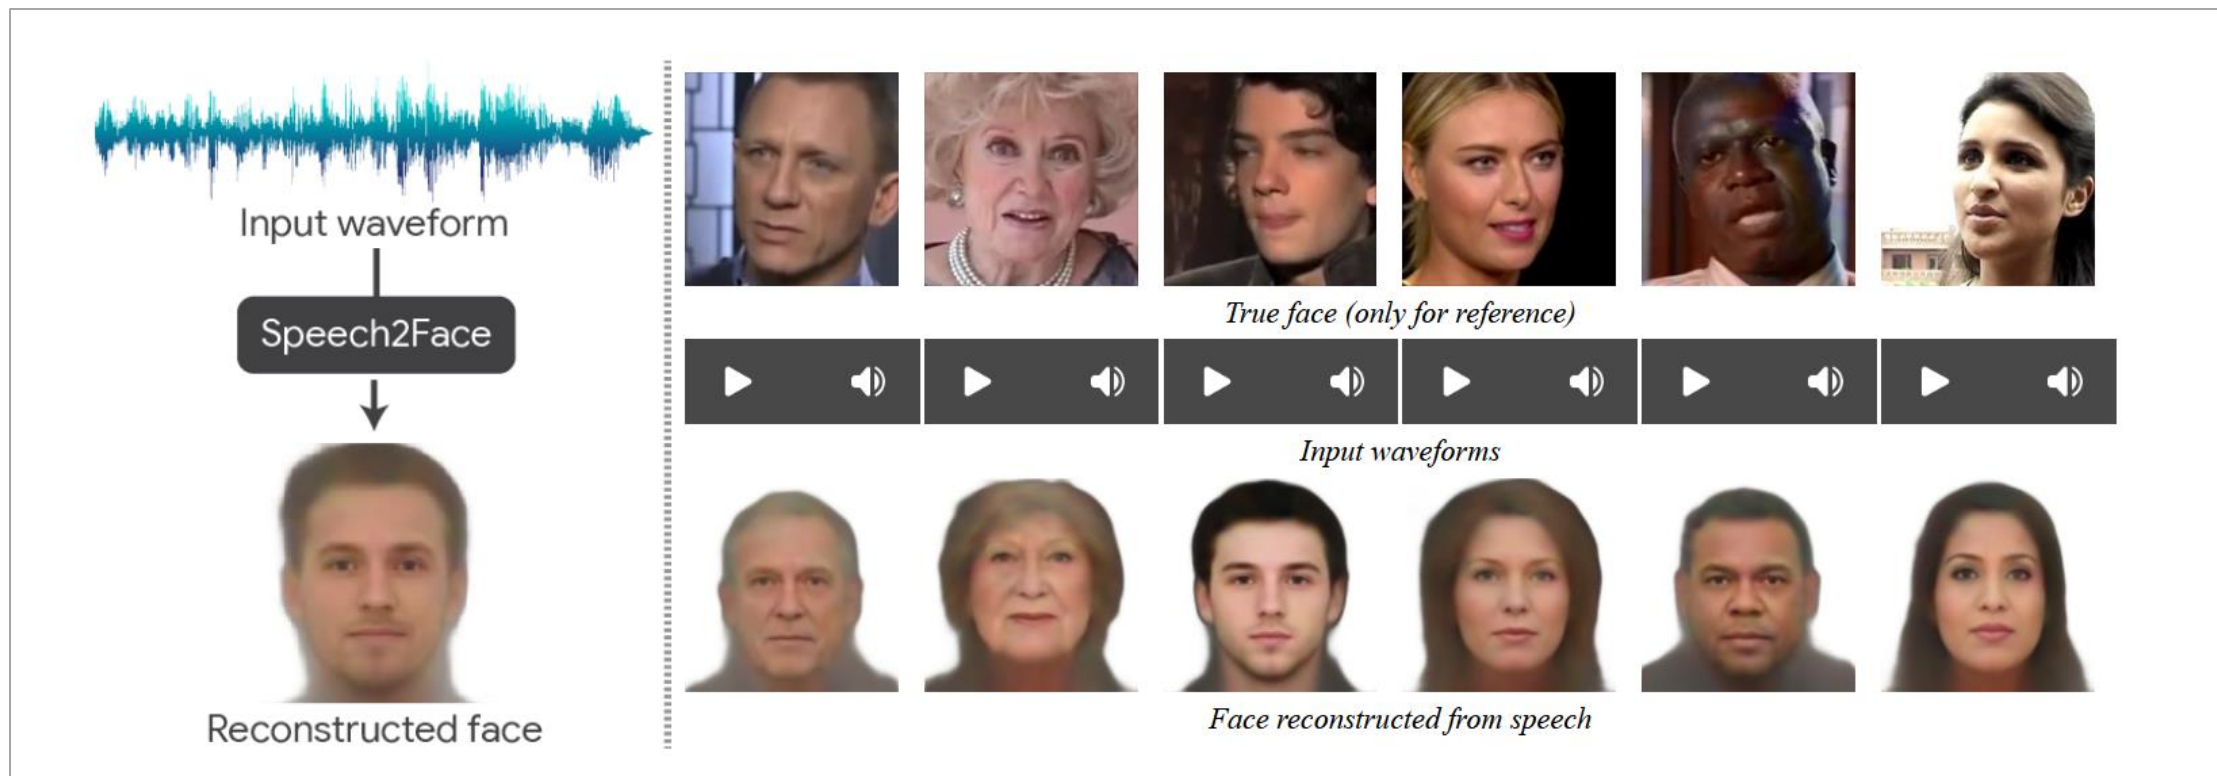 Input waveform
Speech2Face
Reconstructed face
True face (only for reference)
Input waveforms
Face reconstructed from speech